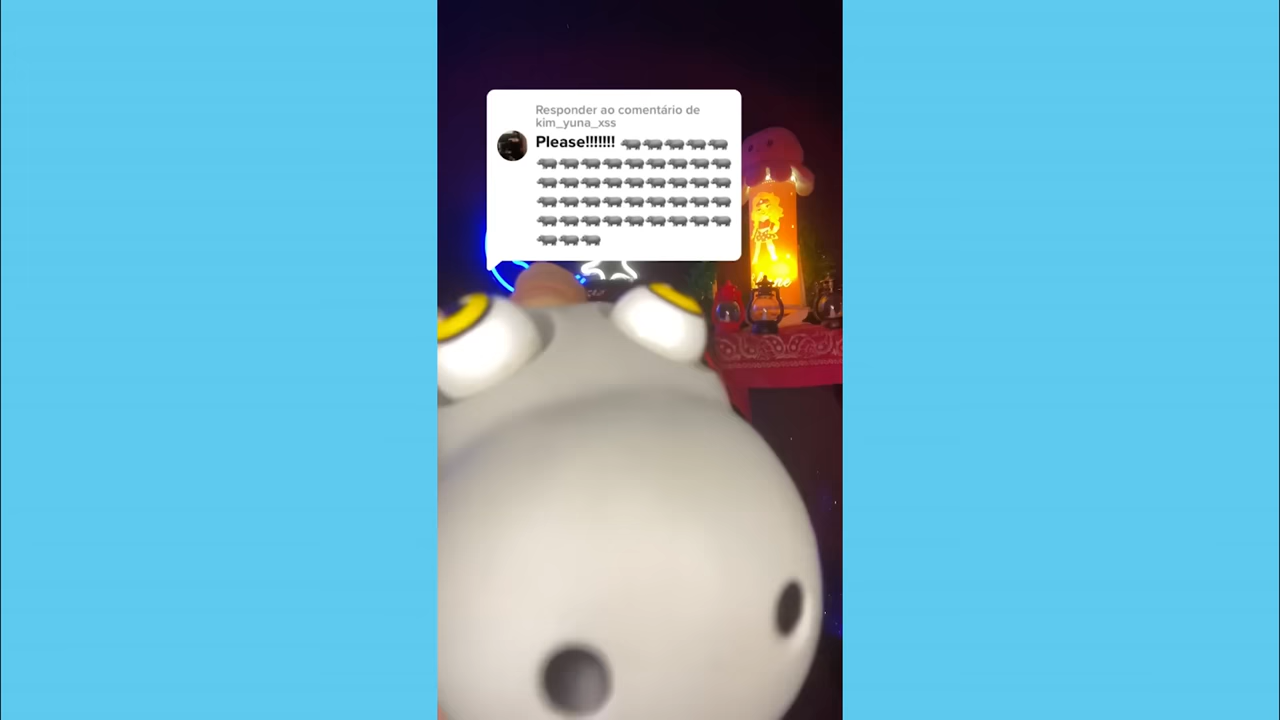 Responder ao comentário de
kim_yuna_xss
Please!!!!!!! 🦛🦛🦛🦛🦛
🦛🦛🦛🦛🦛🦛🦛🦛🦛
🦛🦛🦛🦛🦛🦛🦛🦛🦛
🦛🦛🦛🦛🦛🦛🦛🦛🦛
🦛🦛🦛🦛🦛🦛🦛🦛🦛
🦛🦛🦛